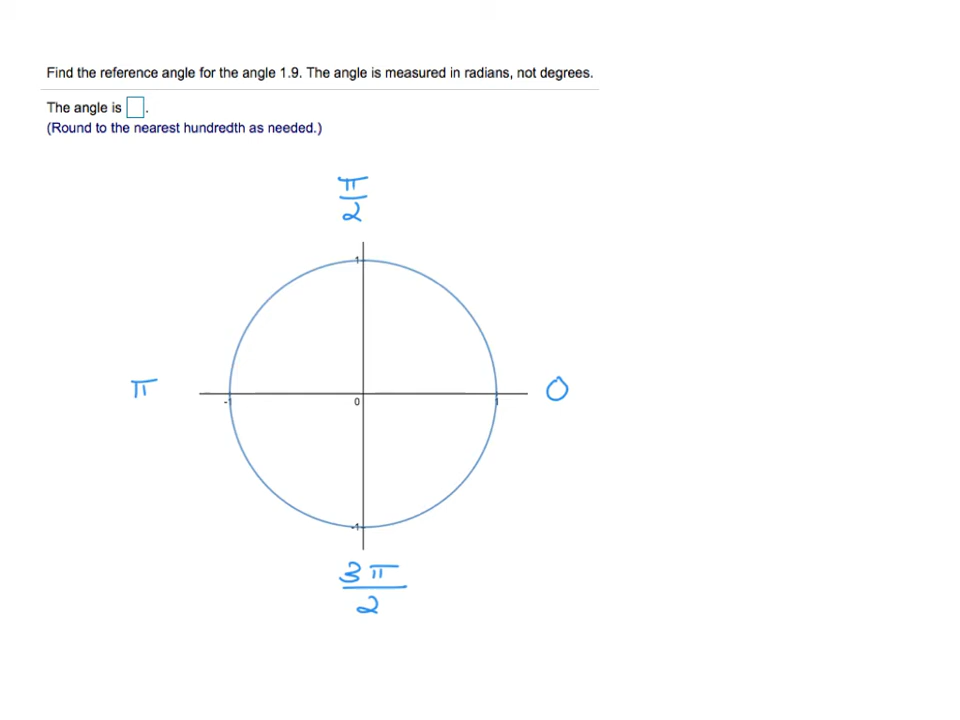 Find the reference angle for the angle 1.9. The angle is measured in radians, not degrees.
The angle is .
(Round to the nearest hundredth as needed.)
π
2
1
π
-1
0
1
0
-1
3π
2